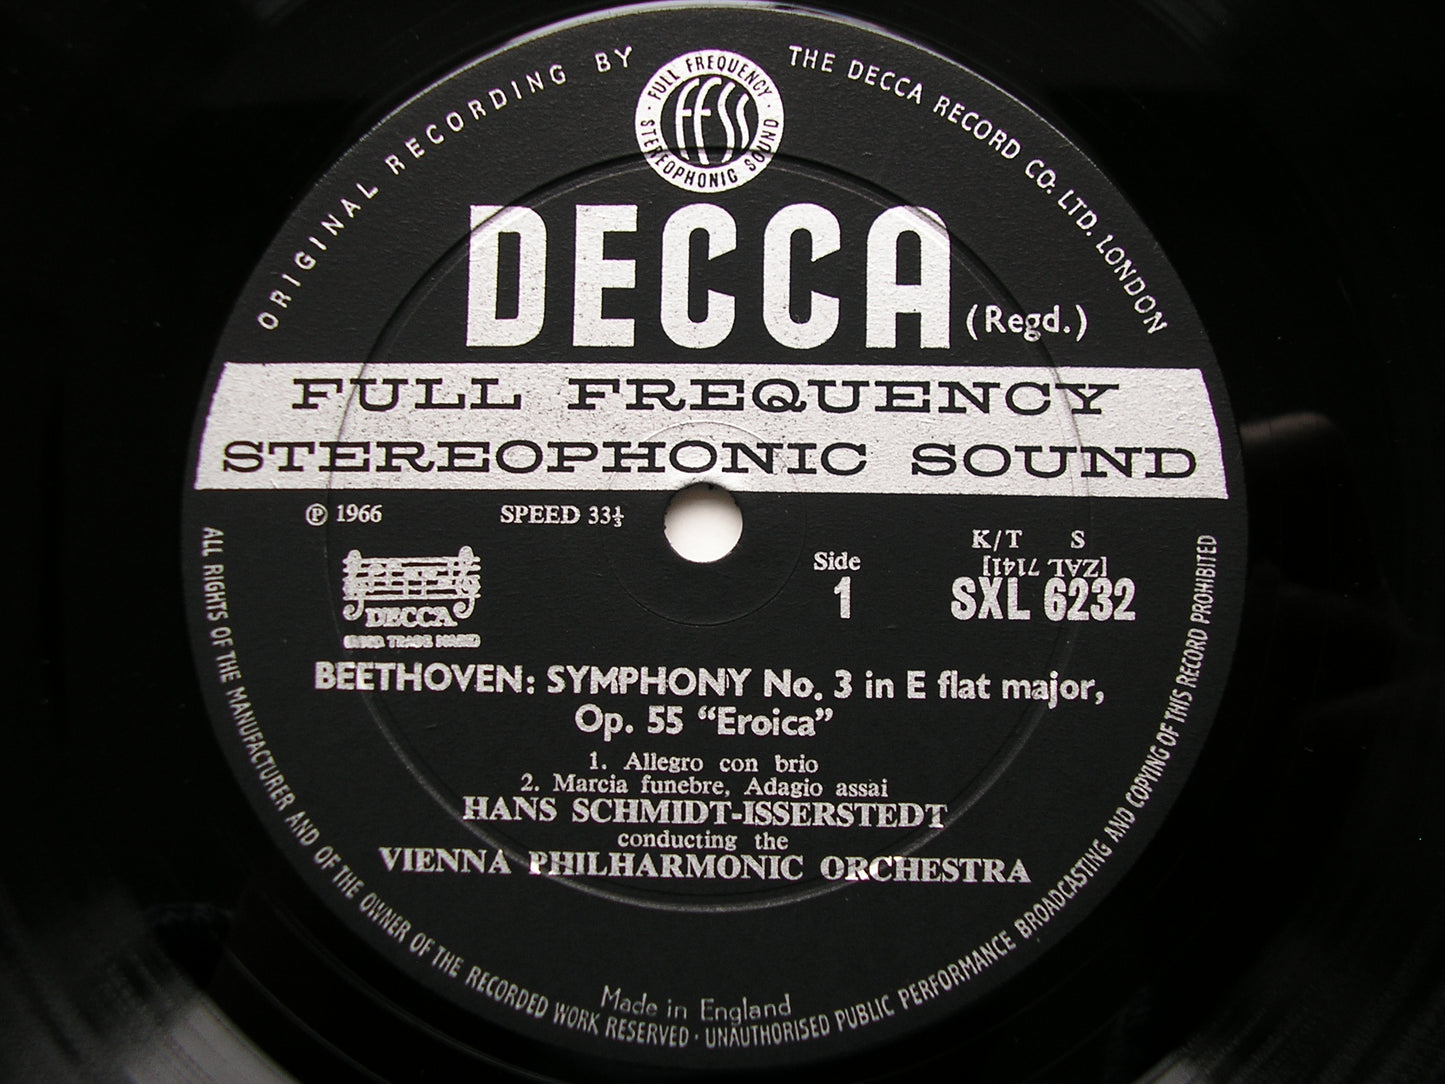 ORIGINAL RECORDING BY
THE DECCA RECORD CO. LTD. LONDON
FULL FREQUENCY
STEREOPHONIC SOUND
FFSS
DECCA (Regd.)
FULL FREQUENCY
STEREOPHONIC SOUND
℗ 1966
SPEED 33⅓
Side
1
K/T S
[ZAL 7141]
SXL 6232
DECCA
TRADE MARK
BEETHOVEN: SYMPHONY No. 3 in E flat major,
Op. 55 “Eroica”
1. Allegro con brio
2. Marcia funebre, Adagio assai
HANS SCHMIDT-ISSERSTEDT
conducting the
VIENNA PHILHARMONIC ORCHESTRA
Made in England
ALL RIGHTS OF THE MANUFACTURER AND OF THE OWNER OF THE RECORDED WORK RESERVED · UNAUTHORISED PUBLIC PERFORMANCE BROADCASTING AND COPYING OF THIS RECORD PROHIBITED